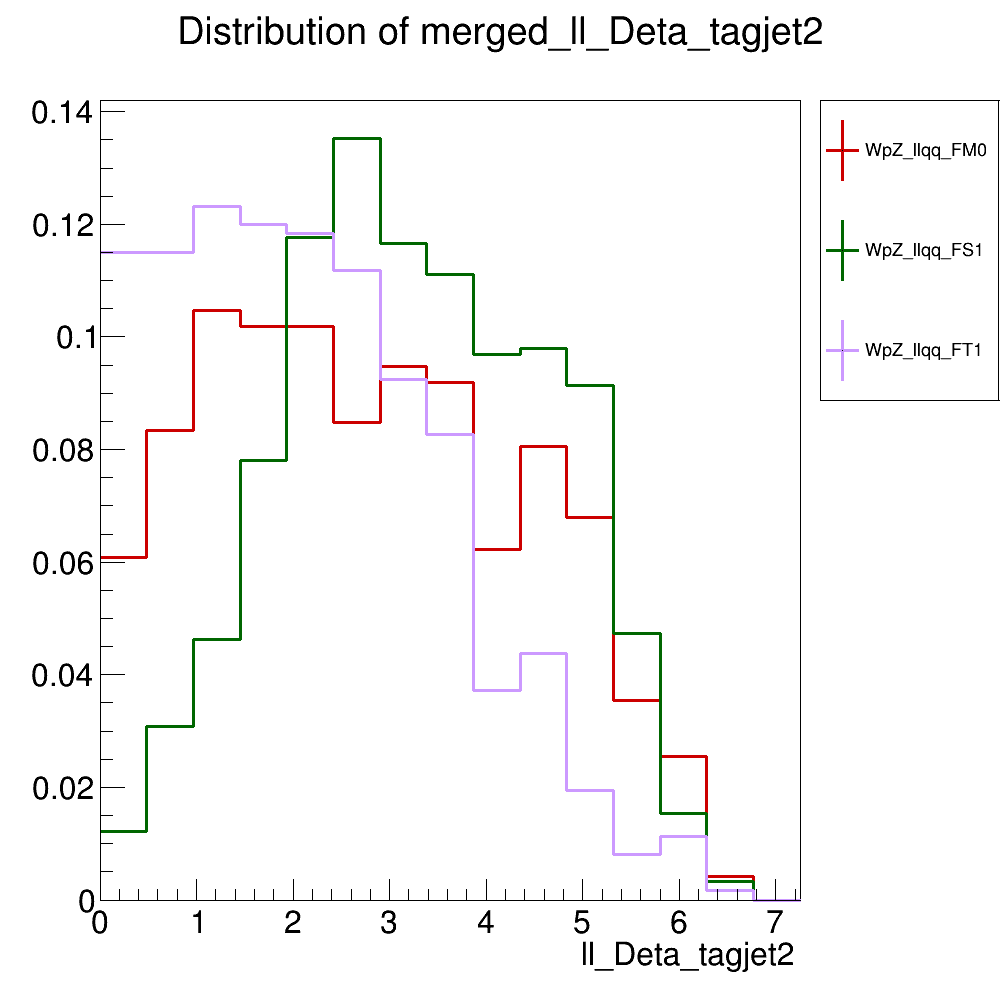 Distribution of merged_ll_Deta_tagjet2
0.14
0.12
0.1
0.08
0.06
0.04
0.02
0
0 1 2 3 4 5 6 7
ll_Deta_tagjet2
WpZ_llqq_FM0
WpZ_llqq_FS1
WpZ_llqq_FT1